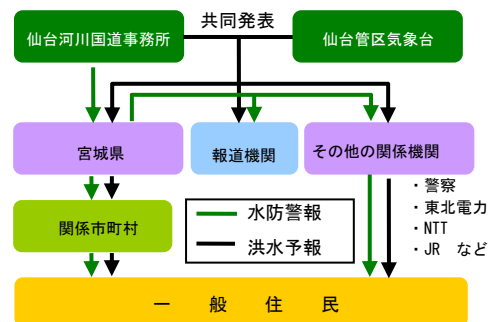 共同発表
仙台河川国道事務所
仙台管区気象台
宮城県
報道機関
その他の関係機関
・警察
・東北電力
・NTT
・JR など
関係市町村
水防警報
洪水予報
一般住民